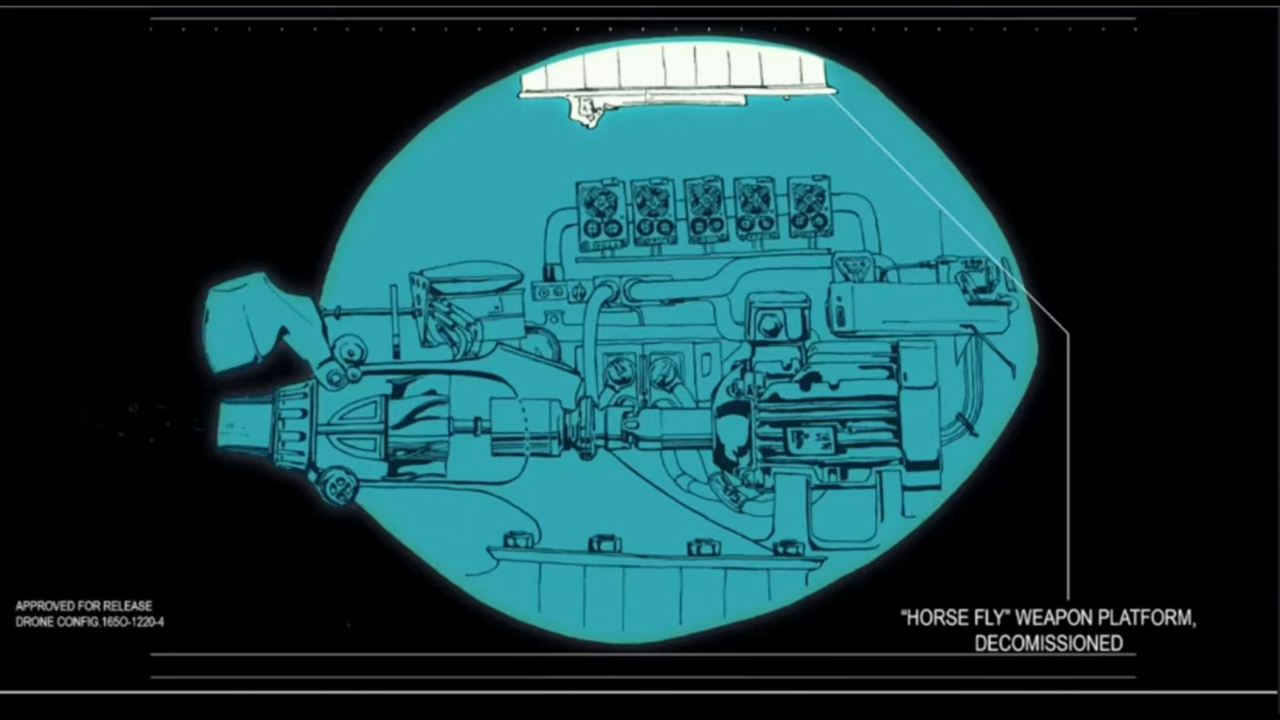 APPROVED FOR RELEASE
DRONE CONFIG.165O-1220-4
“HORSE FLY” WEAPON PLATFORM,
DECOMISSIONED